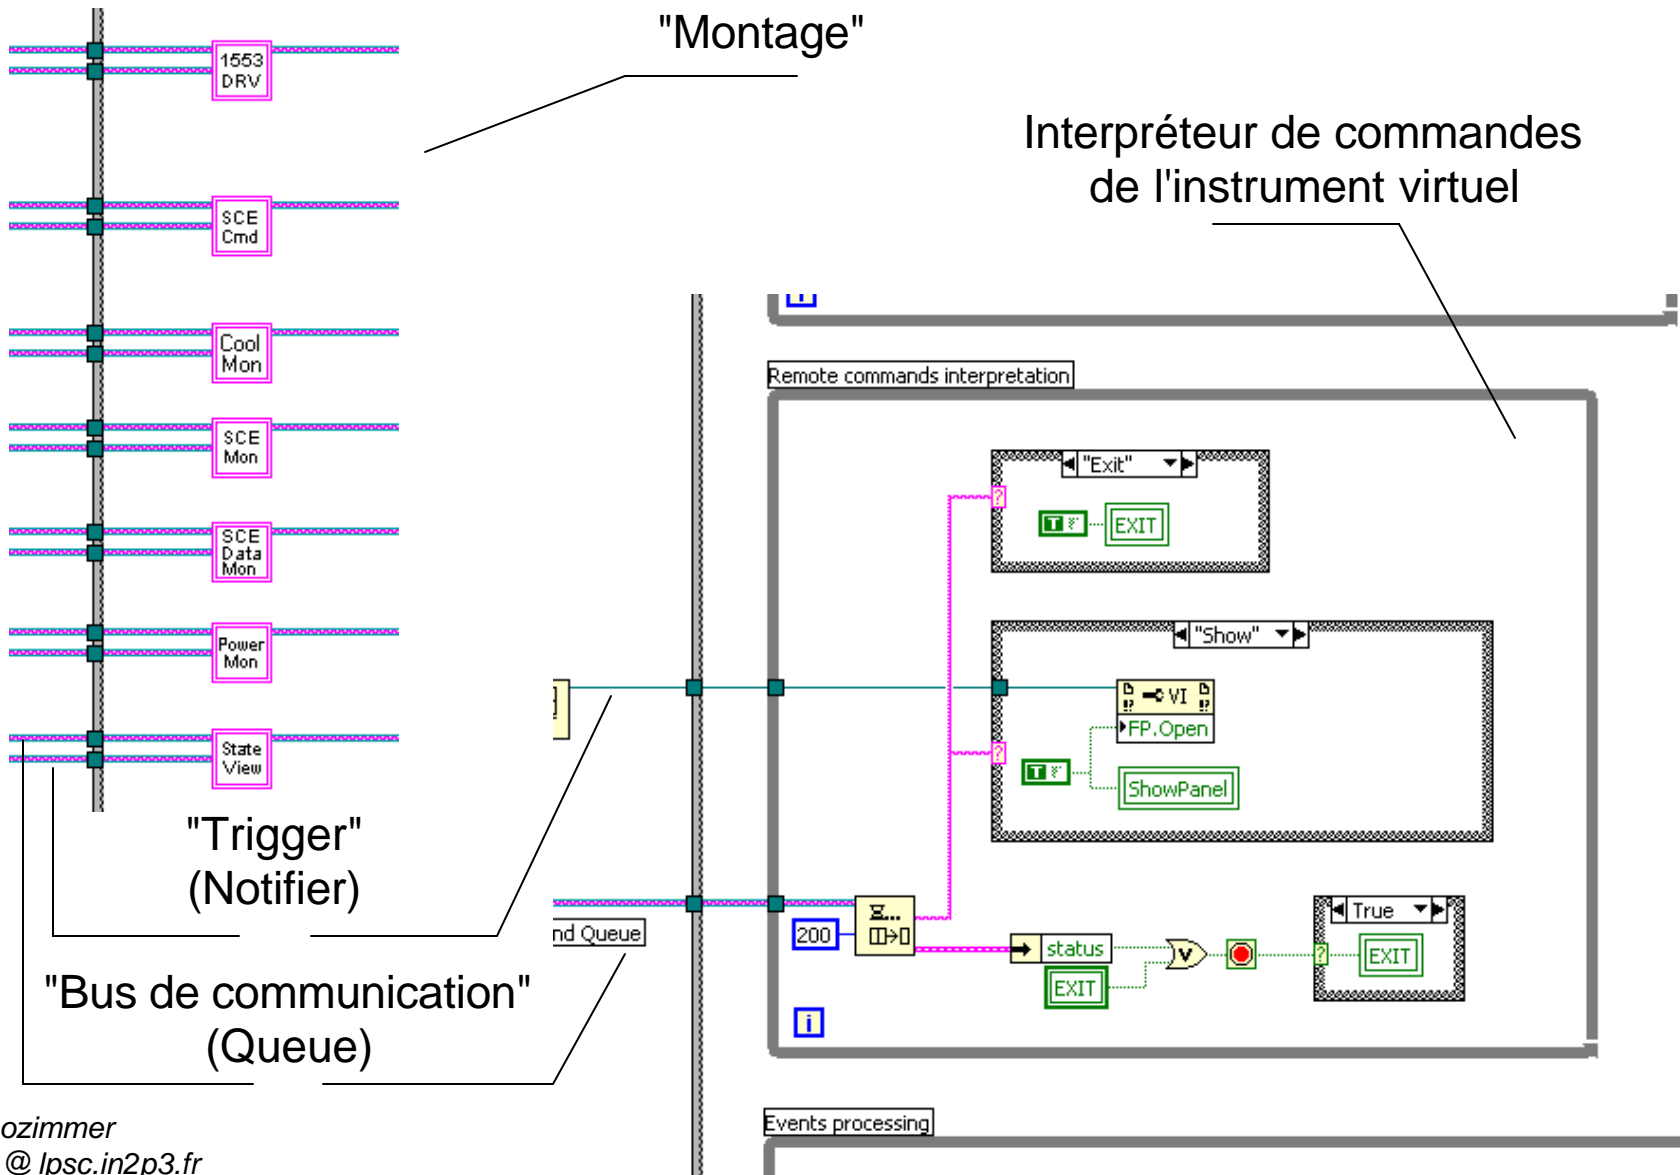 "Montage"
Interpréteur de commandes
de l'instrument virtuel
1553
DRV
SCE
Cmd
Cool
Mon
SCE
Mon
SCE
Data
Mon
Power
Mon
State
View
"Trigger"
(Notifier)
"Bus de communication"
(Queue)
ozimmer
@ lpsc.in2p3.fr
Remote commands interpretation
"Exit"
?
T
EXIT
"Show"
VI
FP.Open
?
T
ShowPanel
nd Queue
200
status
EXIT
V
True
?
EXIT
i
Events processing